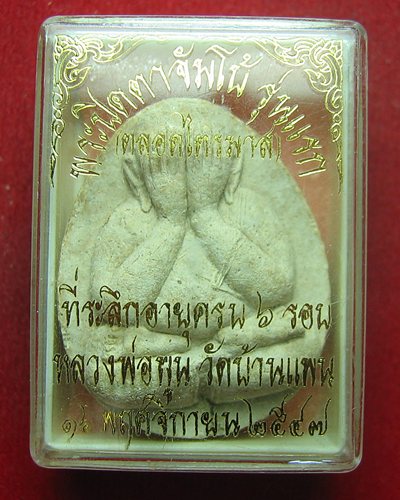 พระปิดตาจัมโบ้ รุ่นแรก
(ตลอดไตรมาส)
ที่ระลึกอายุครบ ๖ รอบ
หลวงพ่อพูน วัดบ้านแพน
พฤศจิกายน ๒๕๔๗